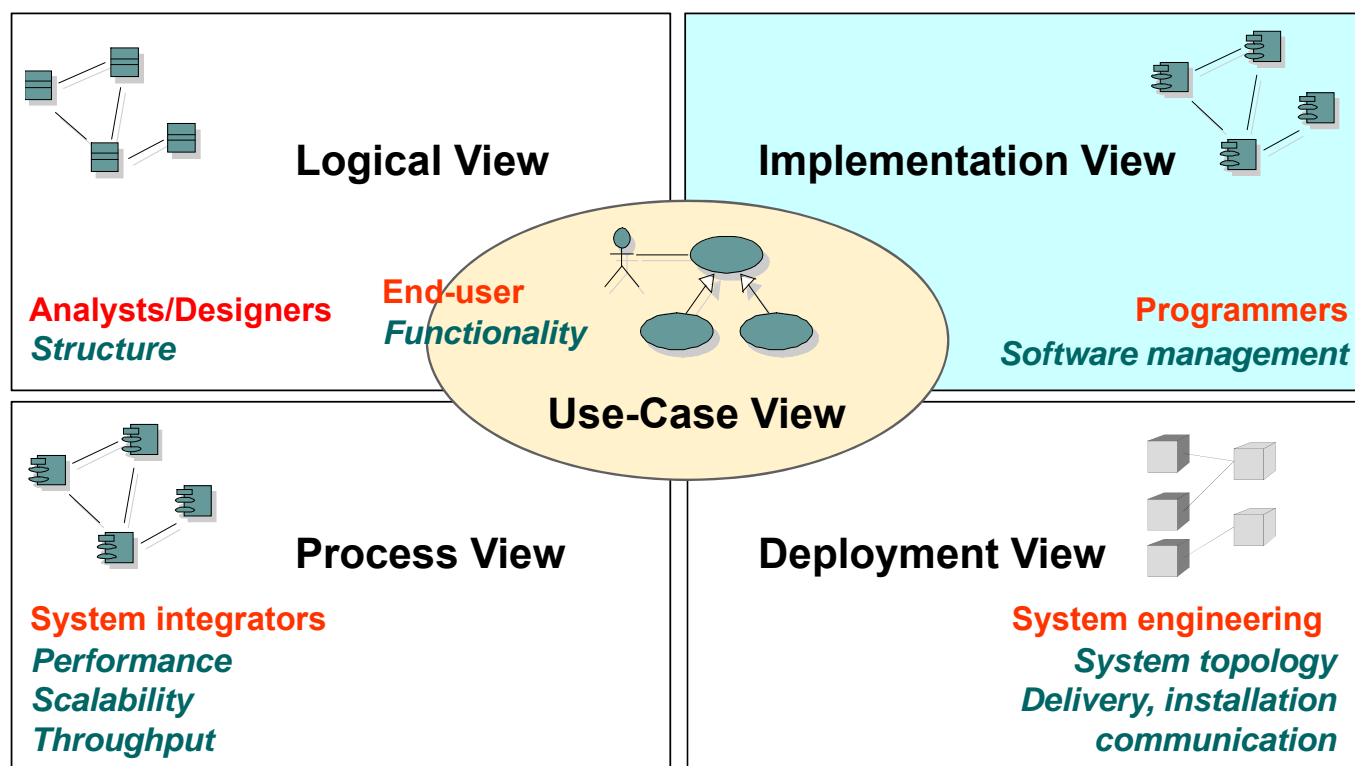 Logical View
Analysts/Designers
Structure
Implementation View
Programmers
Software management
End-user
Functionality
Use-Case View
Process View
System integrators
Performance
Scalability
Throughput
Deployment View
System engineering
System topology
Delivery, installation
communication